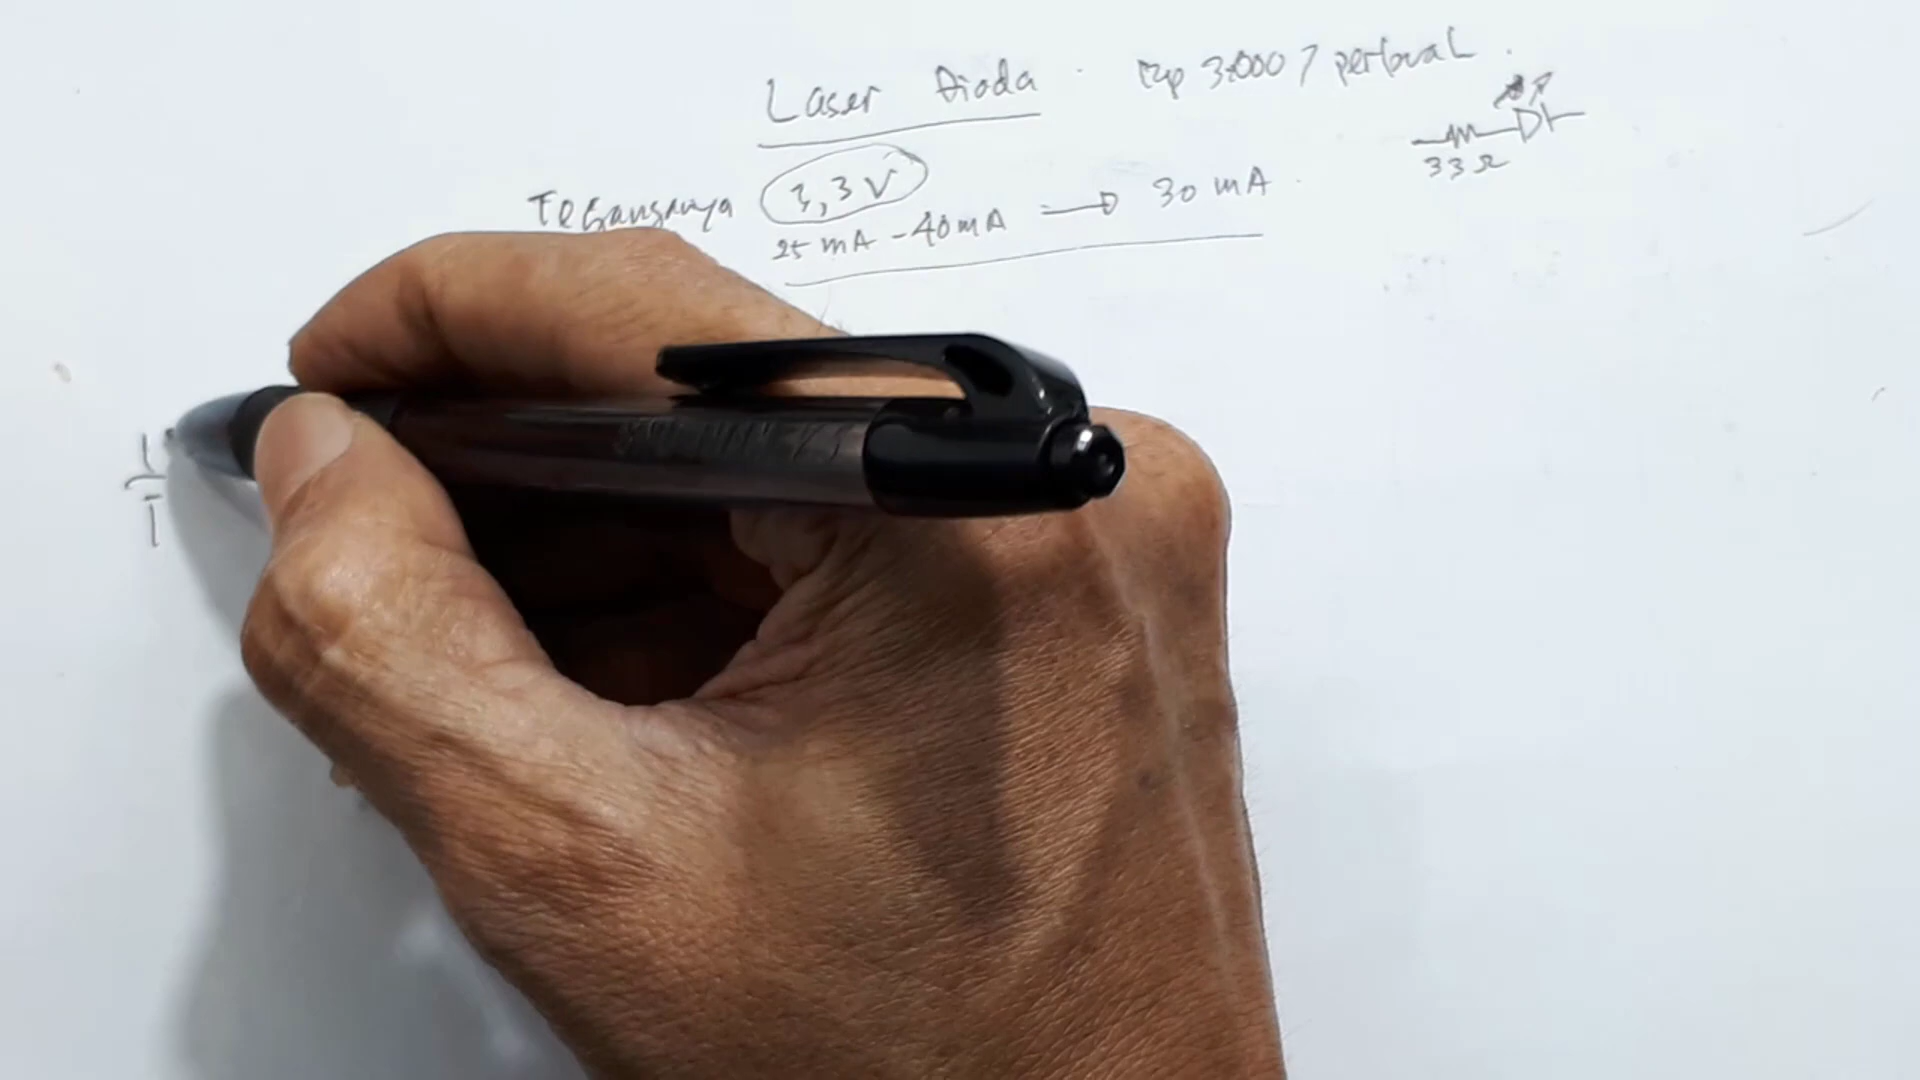 Laser Dioda . Rp 3.000 / perbuah .
33 Ω
Tegangannya 3,3 V
25 mA - 40 mA → 30 mA